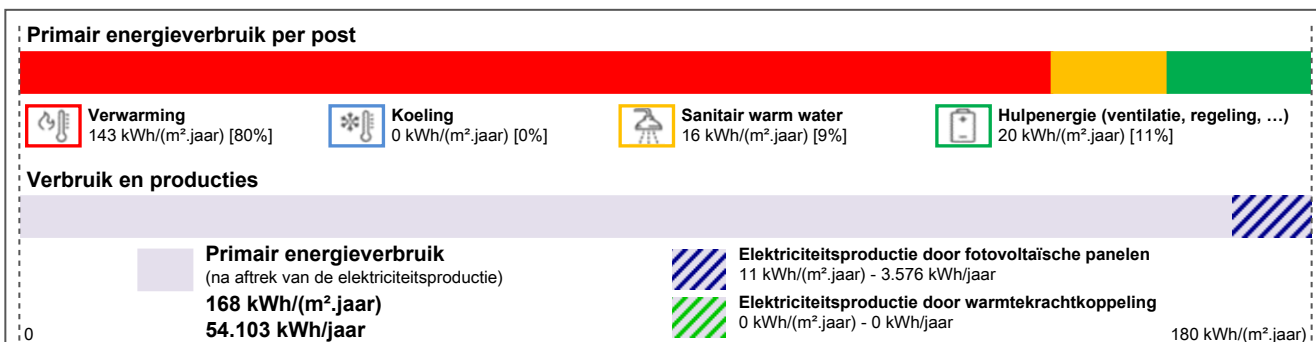 Primair energieverbruik per post
Verwarming
143 kWh/(m².jaar) [80%]
Koeling
0 kWh/(m².jaar) [0%]
Sanitair warm water
16 kWh/(m².jaar) [9%]
Hulpenergie (ventilatie, regeling, …)
20 kWh/(m².jaar) [11%]
Verbruik en producties
Primair energieverbruik
(na aftrek van de elektriciteitsproductie)
168 kWh/(m².jaar)
54.103 kWh/jaar
Elektriciteitsproductie door fotovoltaïsche panelen
11 kWh/(m².jaar) - 3.576 kWh/jaar
Elektriciteitsproductie door warmtekrachtkoppeling
0 kWh/(m².jaar) - 0 kWh/jaar
0
180 kWh/(m².jaar)